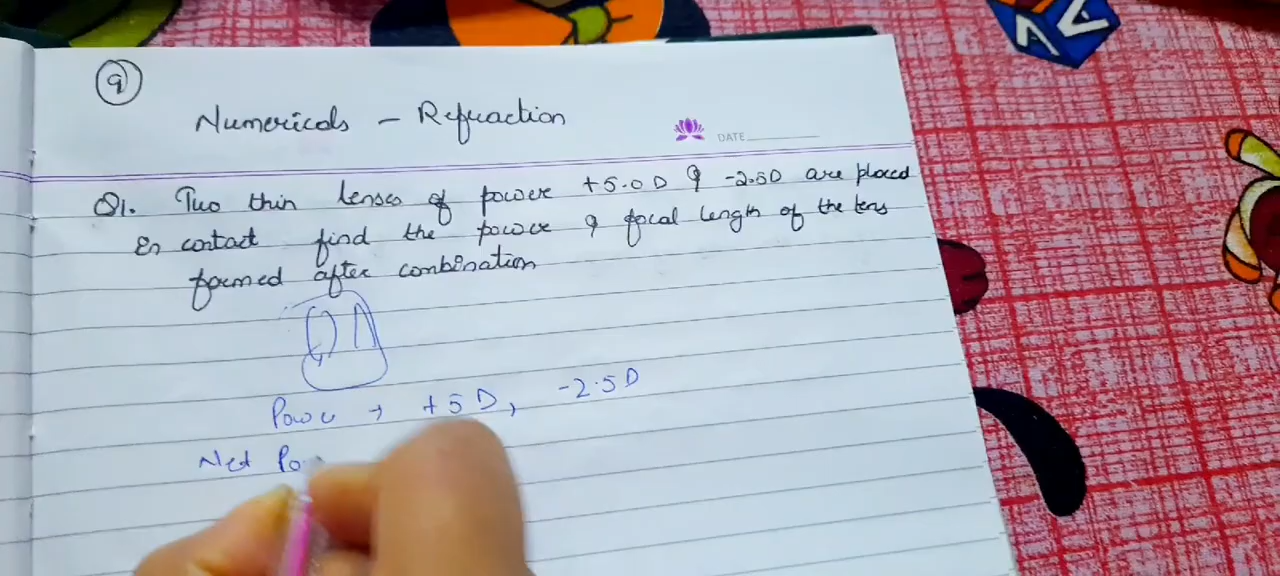 9
Numericals - Refraction
DATE
Q1. Two thin lenses of power +5.0 D & -2.5D are placed
in contact find the power & focal length of the lens
formed after combination
Power → +5 D, -2.5 D
Net Po
A